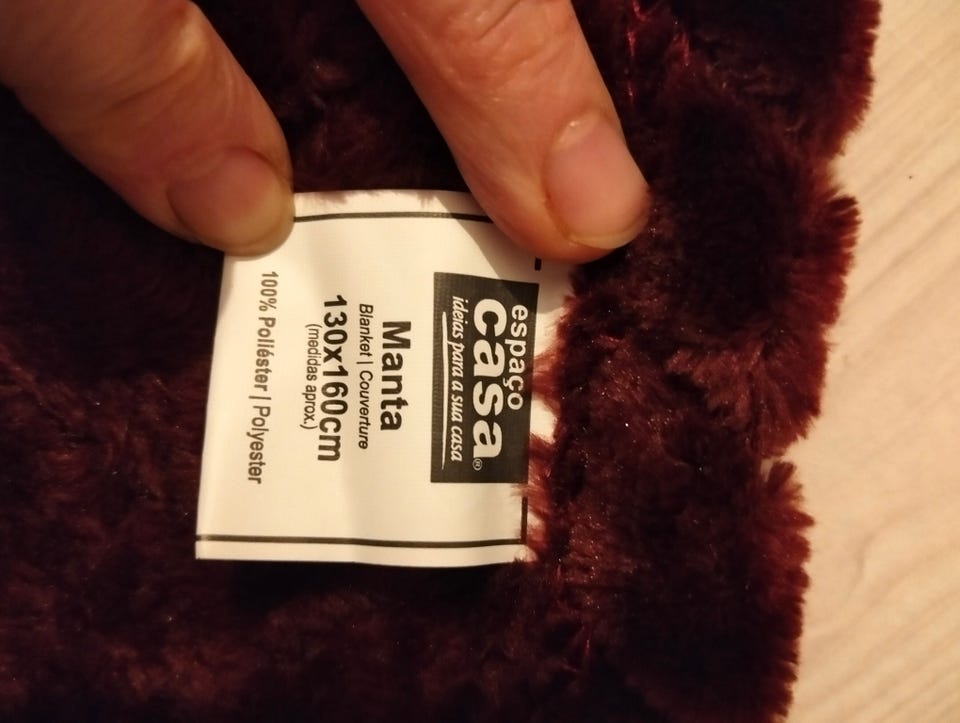 espaço
casa®
ideias para a sua casa
Manta
Blanket | Couverture
130x160cm
(medidas aprox.)
100% Poliéster | Polyester